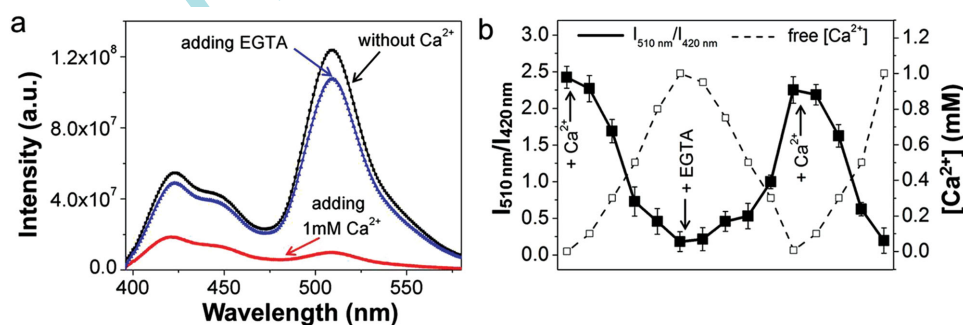 a
adding EGTA
without Ca²⁺
adding
1mM Ca²⁺
Intensity (a.u.)
1.2x10⁸
8.0x10⁷
4.0x10⁷
0.0
400 450 500 550
Wavelength (nm)
b
I₅₁₀ ₙₘ/I₄₂₀ ₙₘ free [Ca²⁺]
I₅₁₀ ₙₘ/I₄₂₀ ₙₘ
3.0
2.5
2.0
1.5
1.0
0.5
0.0
+ Ca²⁺
+ EGTA
+ Ca²⁺
1.2
1.0
0.8
0.6
0.4
0.2
0.0
[Ca²⁺] (mM)